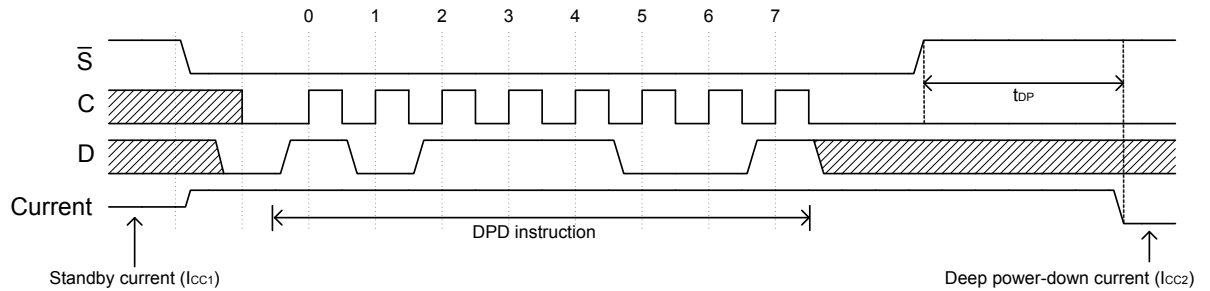 0 1 2 3 4 5 6 7
S̅
C
tDP
D
Current
DPD instruction
Standby current (ICC1)
Deep power-down current (ICC2)